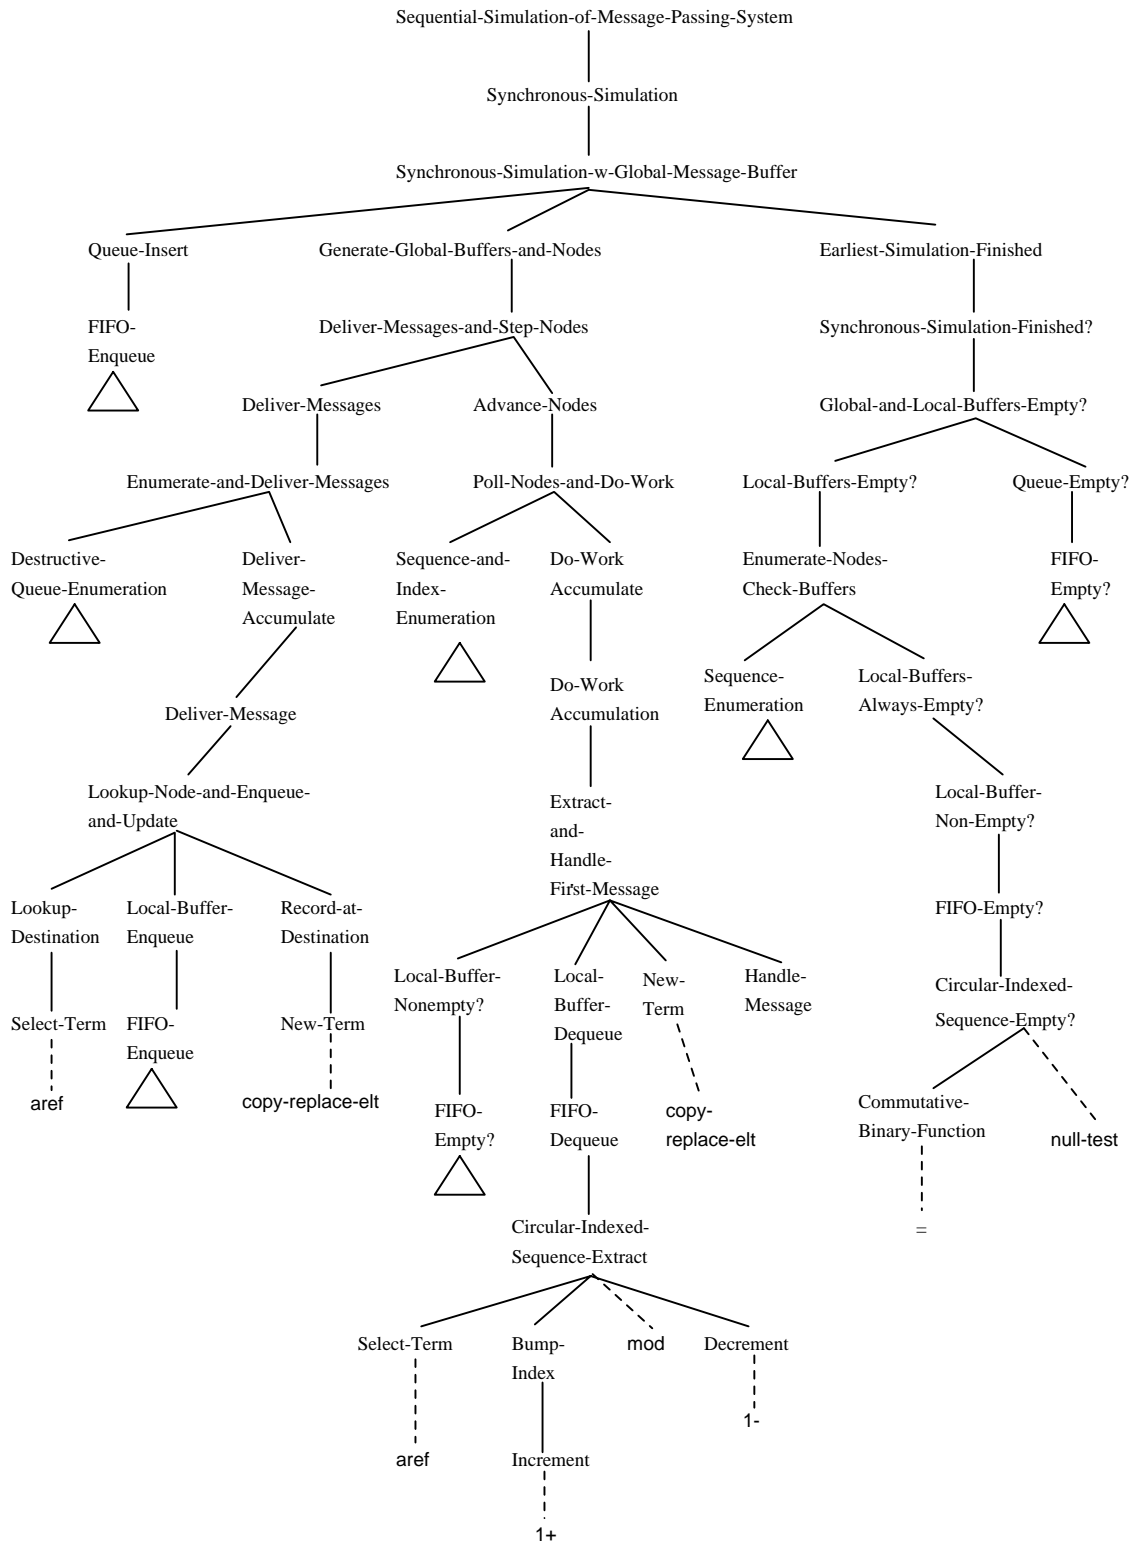 Sequential-Simulation-of-Message-Passing-System
Synchronous-Simulation
Synchronous-Simulation-w-Global-Message-Buffer
Queue-Insert
Generate-Global-Buffers-and-Nodes
Earliest-Simulation-Finished
FIFO-
Enqueue
Deliver-Messages-and-Step-Nodes
Synchronous-Simulation-Finished?
Deliver-Messages
Advance-Nodes
Global-and-Local-Buffers-Empty?
Enumerate-and-Deliver-Messages
Poll-Nodes-and-Do-Work
Local-Buffers-Empty?
Queue-Empty?
Destructive-
Queue-Enumeration
Deliver-
Message-
Accumulate
Sequence-and-
Index-
Enumeration
Do-Work
Accumulate
Enumerate-Nodes-
Check-Buffers
FIFO-
Empty?
Deliver-Message
Do-Work
Accumulation
Sequence-
Enumeration
Local-Buffers-
Always-Empty?
Lookup-Node-and-Enqueue-
and-Update
Extract-
and-
Handle-
First-Message
Local-Buffer-
Non-Empty?
Lookup-
Destination
Local-Buffer-
Enqueue
Record-at-
Destination
FIFO-Empty?
Local-Buffer-
Nonempty?
Local-
Buffer-
Dequeue
New-
Term
Handle-
Message
Circular-Indexed-
Sequence-Empty?
Select-Term
FIFO-
Enqueue
New-Term
aref
copy-replace-elt
FIFO-
Empty?
FIFO-
Dequeue
copy-
replace-elt
Commutative-
Binary-Function
null-test
Circular-Indexed-
Sequence-Extract
=
Select-Term
Bump-
Index
mod
Decrement
1-
aref
Increment
1+